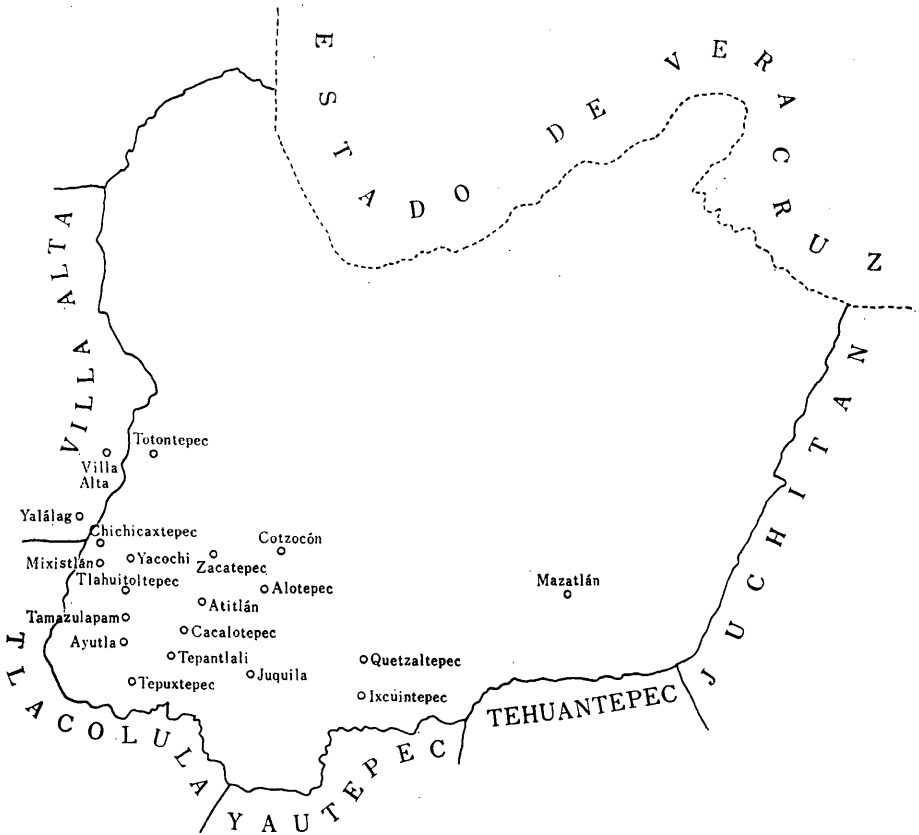 ESTADO DE VERACRUZ
VILLA ALTA
JUCHITAN
Totontepec
Villa
Alta
Yalálag
Chichicaxtepec
Cotzocón
Mixistlán
Yacochi
Zacatepec
Tlahuitoltepec
Alotepec
Mazatlán
Atitlán
Tamazulapam
Cacalotepec
Ayutla
Tepantlali
Quetzaltepec
Juquila
Tepuxtepec
Ixcuintepec
TLACOLULA
YAUTEPEC
TEHUANTEPEC